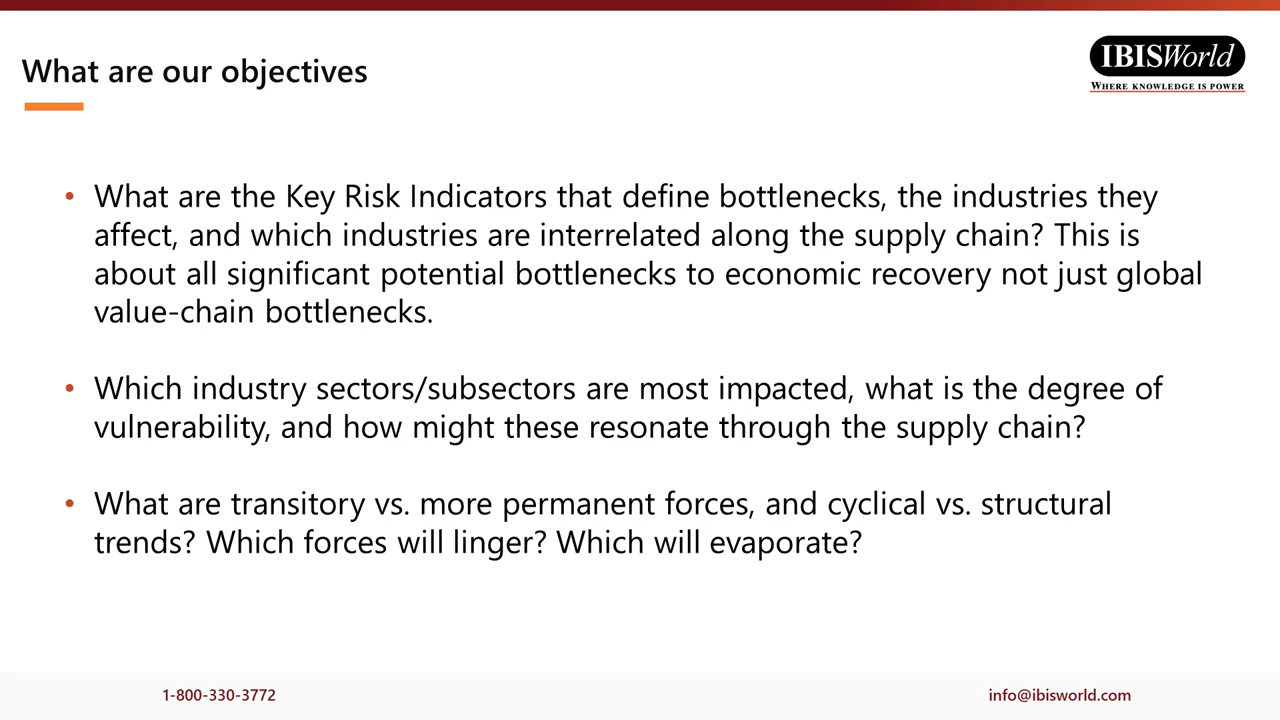 What are our objectives
IBISWorld
WHERE KNOWLEDGE IS POWER
• What are the Key Risk Indicators that define bottlenecks, the industries they
affect, and which industries are interrelated along the supply chain? This is
about all significant potential bottlenecks to economic recovery not just global
value-chain bottlenecks.
• Which industry sectors/subsectors are most impacted, what is the degree of
vulnerability, and how might these resonate through the supply chain?
• What are transitory vs. more permanent forces, and cyclical vs. structural
trends? Which forces will linger? Which will evaporate?
1-800-330-3772
info@ibisworld.com